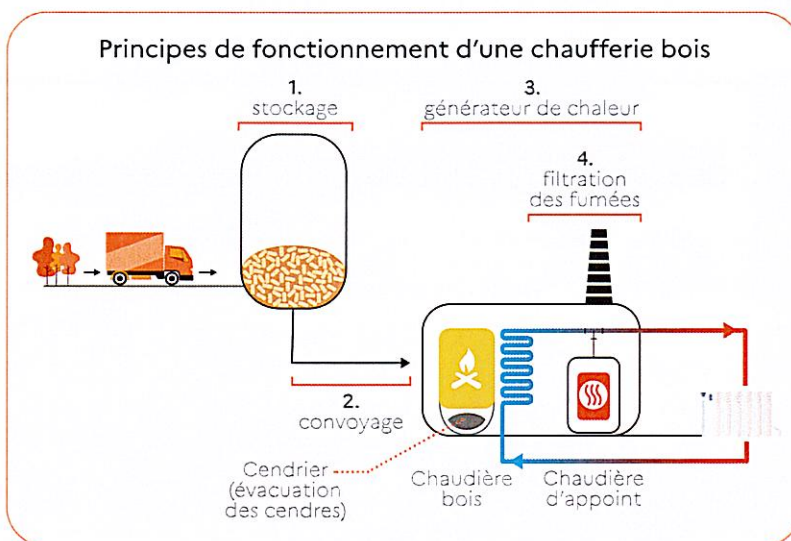 Principes de fonctionnement d'une chaufferie bois
1.
stockage
3.
générateur de chaleur
4.
filtration
des fumées
2.
convoyage
Cendrier
(évacuation
des cendres)
Chaudière
bois
Chaudière
d'appoint